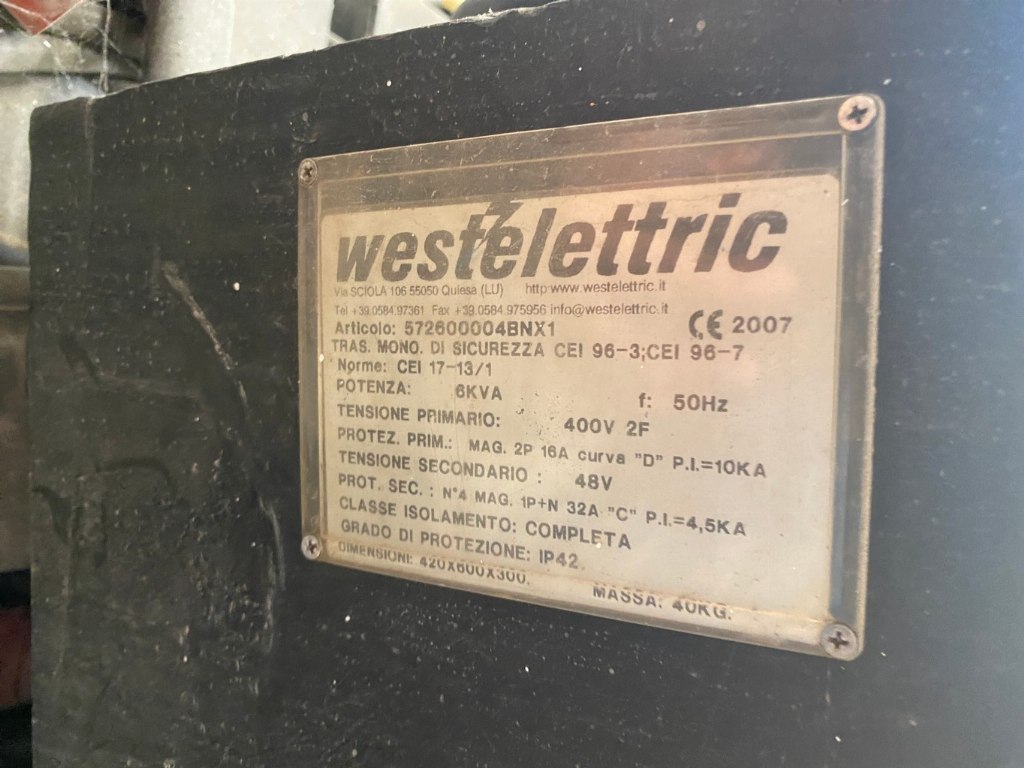 westelettric
Via SCIOLA 106 55050 Quiesa (LU) http:www.westelettric.it
Tel +39.0584.97361 Fax +39.0584.975956 info@westelettric.it
Articolo: 572600004BNX1 CE 2007
TRAS. MONO. DI SICUREZZA CEI 96-3;CEI 96-7
Norme: CEI 17-13/1
POTENZA: 6KVA f: 50Hz
TENSIONE PRIMARIO: 400V 2F
PROTEZ. PRIM.: MAG. 2P 16A curva "D" P.I.=10KA
TENSIONE SECONDARIO : 48V
PROT. SEC. : N°4 MAG. 1P+N 32A "C" P.I.=4,5KA
CLASSE ISOLAMENTO: COMPLETA
GRADO DI PROTEZIONE: IP42.
DIMENSIONI: 420X600X300. MASSA: 40KG.